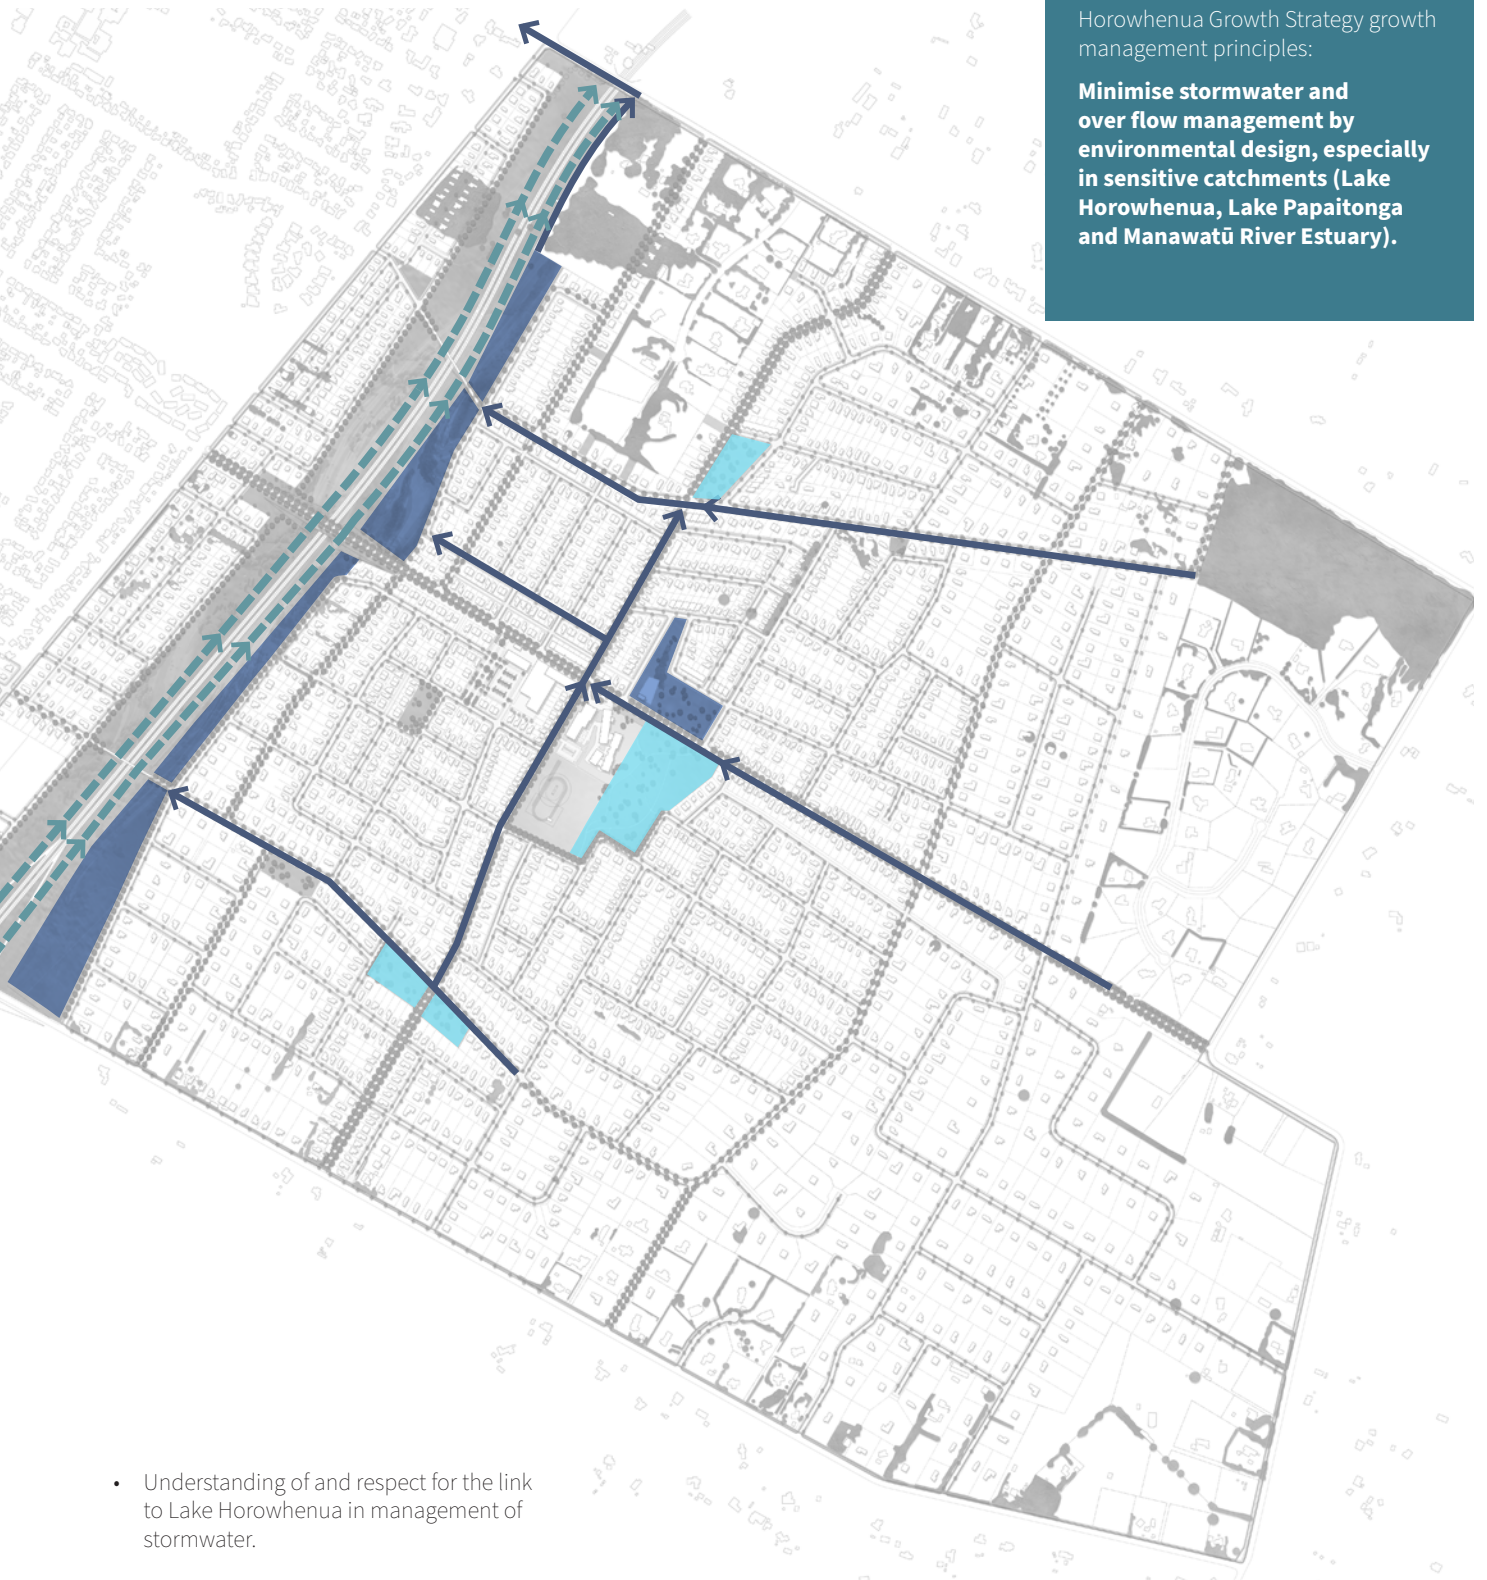 Horowhenua Growth Strategy growth
management principles:
Minimise stormwater and
over flow management by
environmental design, especially
in sensitive catchments (Lake
Horowhenua, Lake Papaitonga
and Manawatū River Estuary).
• Understanding of and respect for the link
to Lake Horowhenua in management of
stormwater.